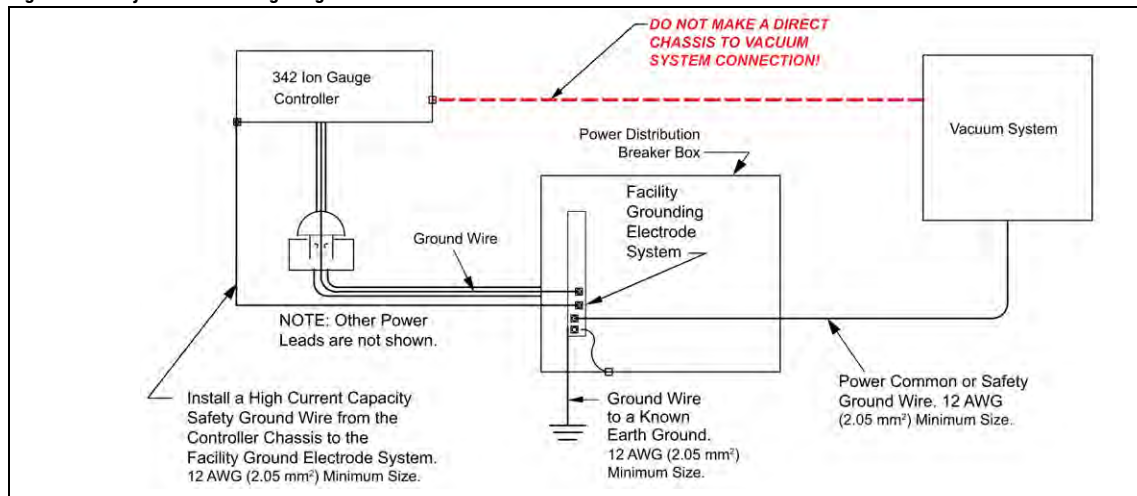 DO NOT MAKE A DIRECT
CHASSIS TO VACUUM
SYSTEM CONNECTION!
342 Ion Gauge
Controller
Vacuum System
Power Distribution
Breaker Box
Facility
Grounding
Electrode
System
Ground Wire
NOTE: Other Power
Leads are not shown.
Install a High Current Capacity
Safety Ground Wire from the
Controller Chassis to the
Facility Ground Electrode System.
12 AWG (2.05 mm²) Minimum Size.
Ground Wire
to a Known
Earth Ground.
12 AWG (2.05 mm²)
Minimum Size.
Power Common or Safety
Ground Wire. 12 AWG
(2.05 mm²) Minimum Size.